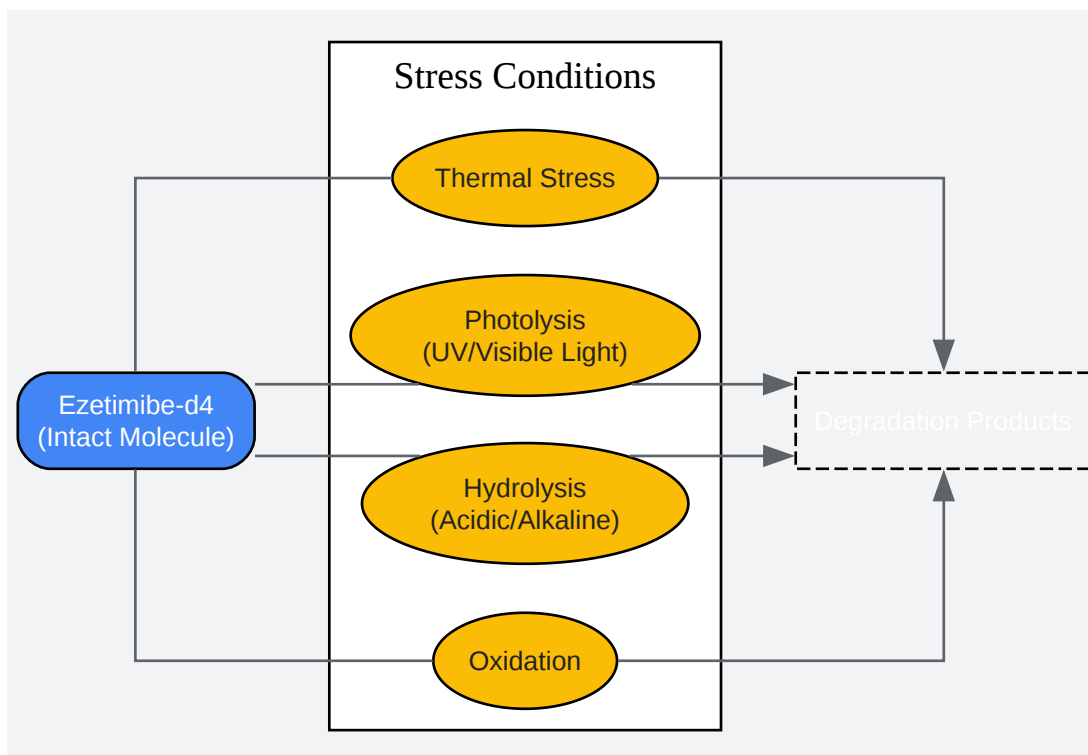 Stress Conditions
Thermal Stress
Photolysis
(UV/Visible Light)
Ezetimibe-d4
(Intact Molecule)
Degradation Products
Hydrolysis
(Acidic/Alkaline)
Oxidation